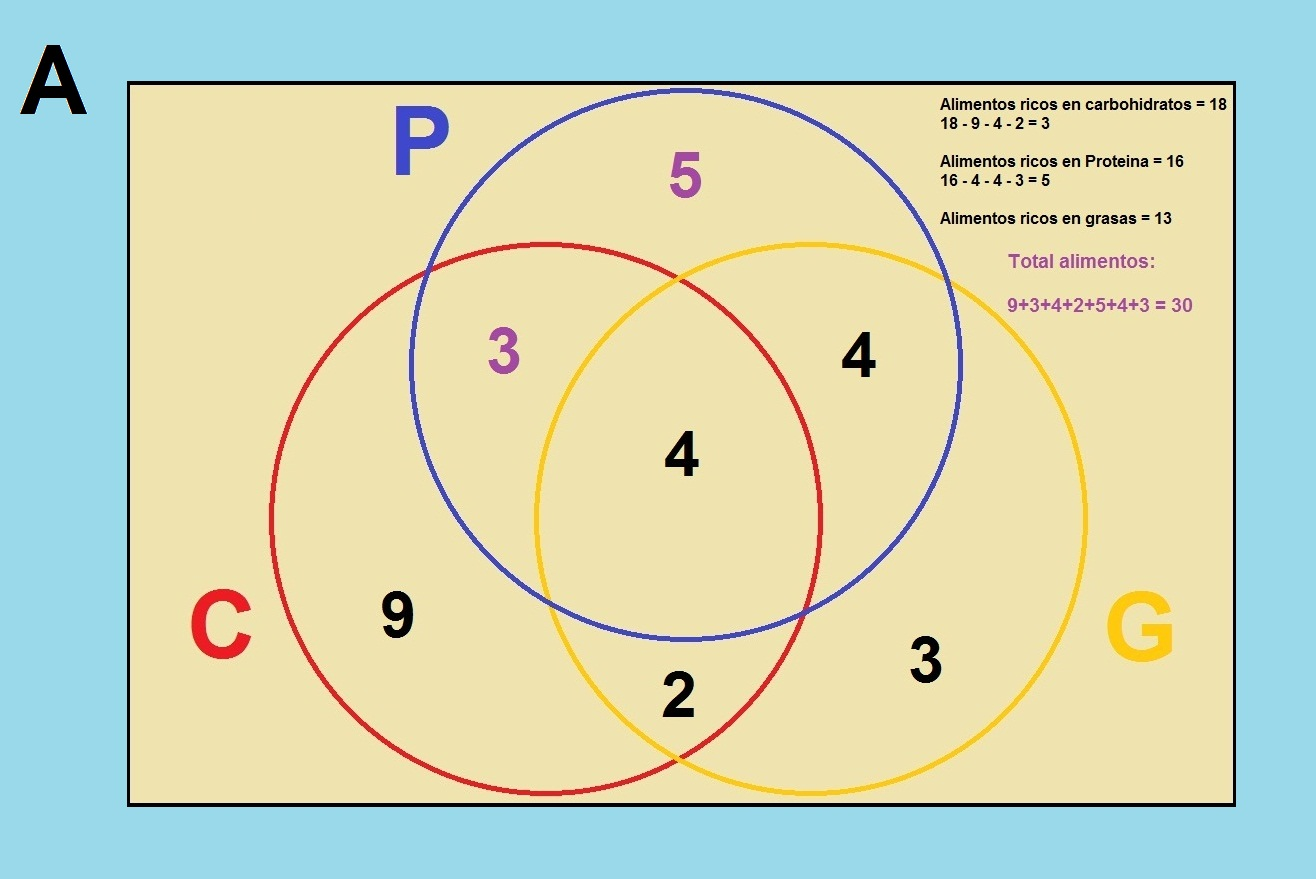 A
P
Alimentos ricos en carbohidratos = 18
18 - 9 - 4 - 2 = 3
Alimentos ricos en Proteina = 16
16 - 4 - 4 - 3 = 5
Alimentos ricos en grasas = 13
Total alimentos:
9+3+4+2+5+4+3 = 30
5
3
4
4
C
9
2
3
G